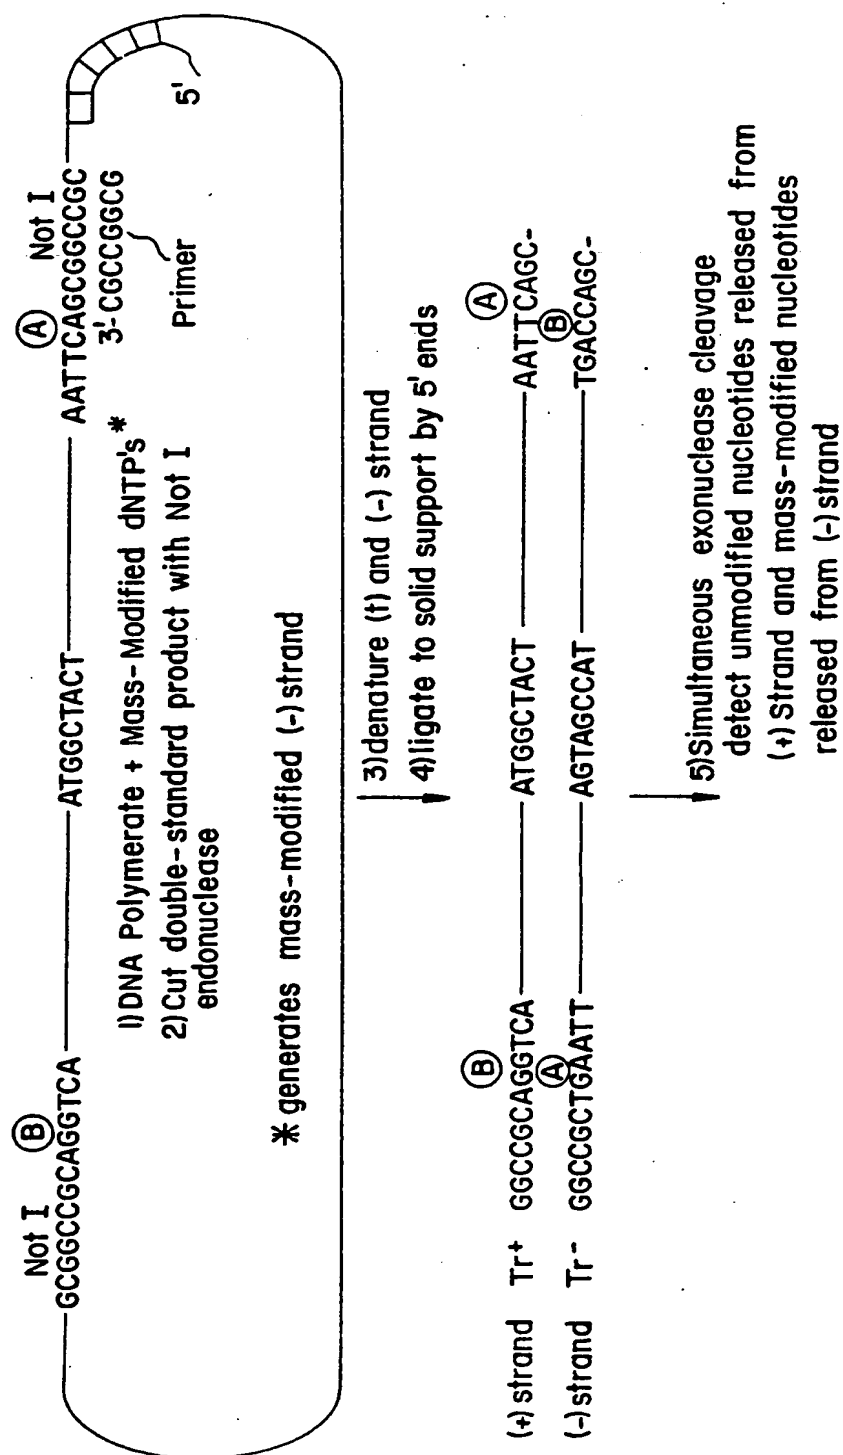 Not I
Ⓑ
GCGGCCGCAGGTCA
ATGGCTACT
Ⓐ
Not I
AATTCAGCGGCCGC
3'-CGCCGGCG
Primer
5'
1)DNA Polymerate + Mass-Modified dNTP's*
2)Cut double-standard product with Not I
endonuclease
*generates mass-modified (-) strand
3)denature (t) and (-) strand
4)ligate to solid support by 5' ends
Ⓑ
Ⓐ
(+)strand Tr+ GGCCGCAGGTCA ATGGCTACT AATTCAGC-
Ⓐ
Ⓑ
(-)strand Tr- GGCCGCTGAATT AGTAGCCAT TGACCAGC-
5)Simultaneous exonuclease cleavage
detect unmodified nucleotides released from
(+)Strand and mass-modified nucleotides
released from (-)strand